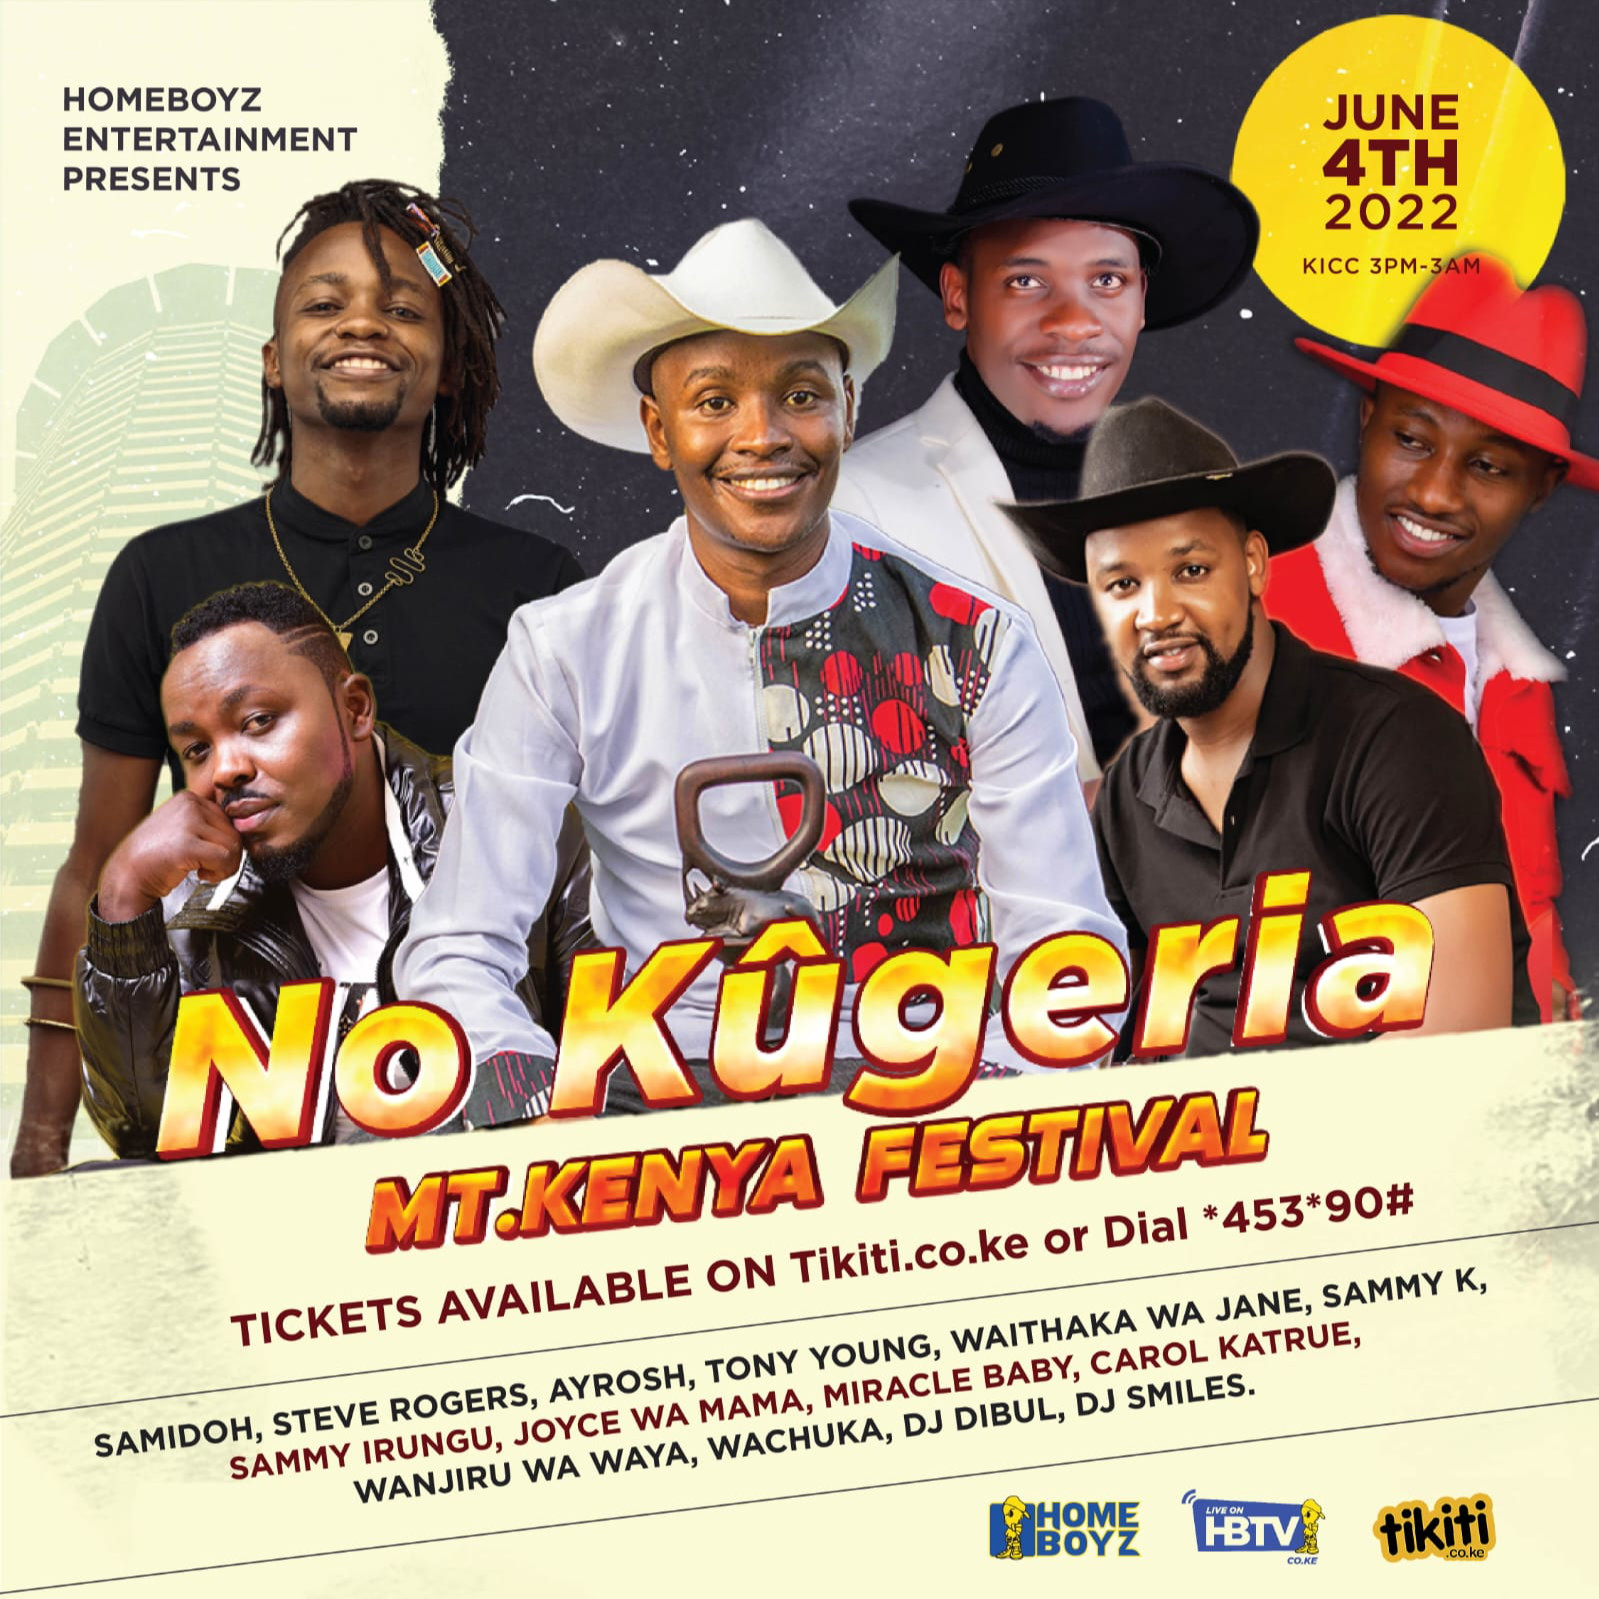 HOMEBOYZ
ENTERTAINMENT
PRESENTS
JUNE
4TH
2022
KICC 3PM-3AM
No Kûgeria
MT.KENYA FESTIVAL
TICKETS AVAILABLE ON Tikiti.co.ke or Dial *453*90#
SAMIDOH, STEVE ROGERS, AYROSH, TONY YOUNG, WAITHAKA WA JANE, SAMMY K,
SAMMY IRUNGU, JOYCE WA MAMA, MIRACLE BABY, CAROL KATRUE,
WANJIRU WA WAYA, WACHUKA, DJ DIBUL, DJ SMILES.
HOME
BOYZ
LIVE ON
HBTV
CO.KE
tikiti
.co.ke